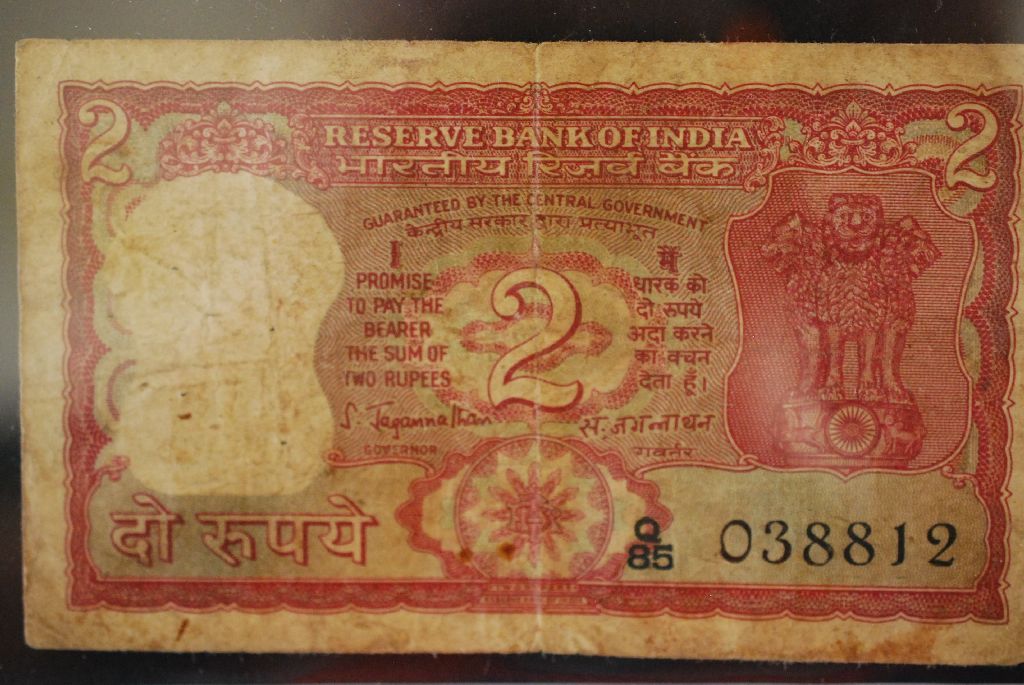 2 RESERVE BANK OF INDIA 2
भारतीय रिज़र्व बैंक
GUARANTEED BY THE CENTRAL GOVERNMENT
केन्द्रीय सरकार द्वारा प्रत्याभूत
I
PROMISE
TO PAY THE
BEARER
THE SUM OF
TWO RUPEES
2
मैं
धारक को
दो रुपये
अदा करने
का वचन
देता हूँ।
S. Jagannathan
GOVERNOR
स. जगन्नाथन
गवर्नर
दो रूपये
Q
85
038812